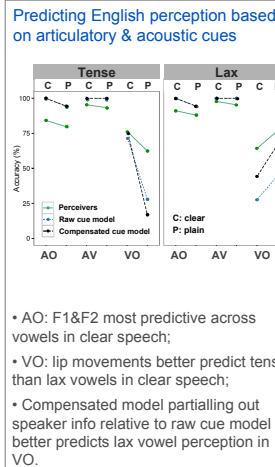 Predicting English perception based
on articulatory & acoustic cues
Tense Lax
C P C P C P C P C P C
100
75
50
25
0
Accuracy (%)
Perceivers
Raw cue model
Compensated cue model
C: clear
P: plain
AO AV VO AO AV VO
• AO: F1&F2 most predictive across
vowels in clear speech;
• VO: lip movements better predict tens
than lax vowels in clear speech;
• Compensated model partialling out
speaker info relative to raw cue model
better predicts lax vowel perception in
VO.